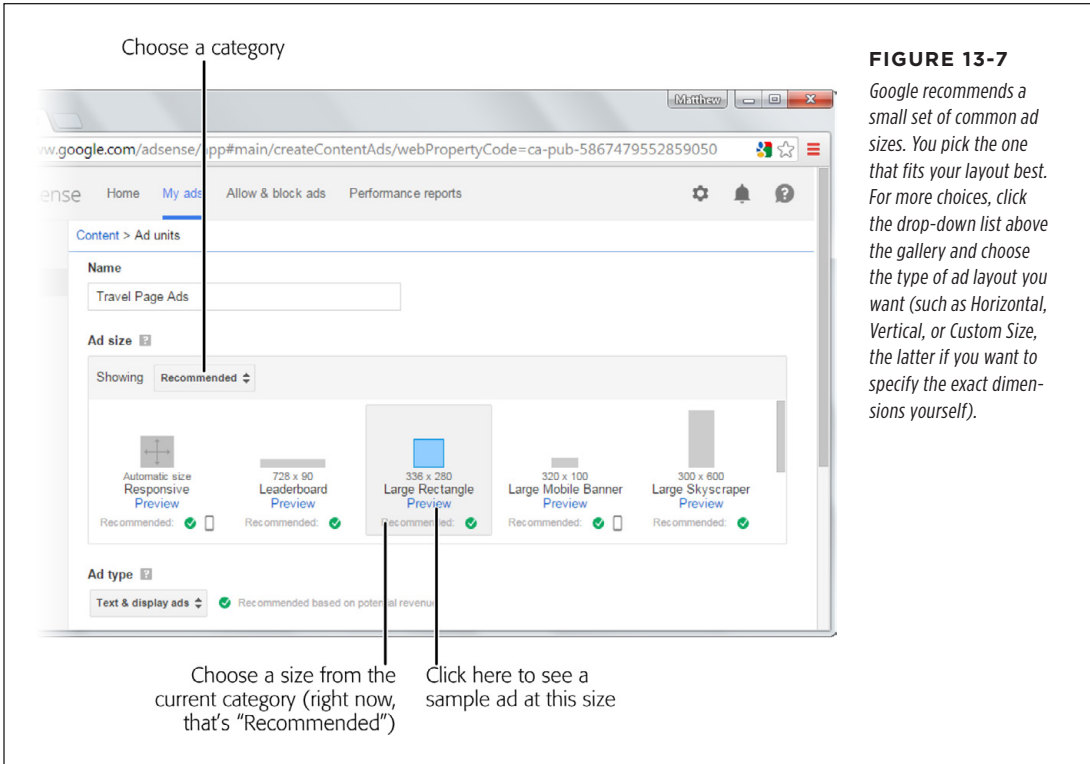 Choose a category
Matthew
ww.google.com/adsense/app#main/createContentAds/webPropertyCode=ca-pub-5867479552859050
ense Home My ads Allow & block ads Performance reports
Content > Ad units
Name
Travel Page Ads
Ad size ?
Showing Recommended
Automatic size
Responsive
Preview
Recommended:
728 x 90
Leaderboard
Preview
Recommended:
336 x 280
Large Rectangle
Preview
Recommended:
320 x 100
Large Mobile Banner
Preview
Recommended:
300 x 600
Large Skyscraper
Preview
Recommended:
Ad type ?
Text & display ads Recommended based on potential revenue
Choose a size from the
current category (right now,
that's “Recommended”)
Click here to see a
sample ad at this size
FIGURE 13-7
Google recommends a
small set of common ad
sizes. You pick the one
that fits your layout best.
For more choices, click
the drop-down list above
the gallery and choose
the type of ad layout you
want (such as Horizontal,
Vertical, or Custom Size,
the latter if you want to
specify the exact dimen-
sions yourself).